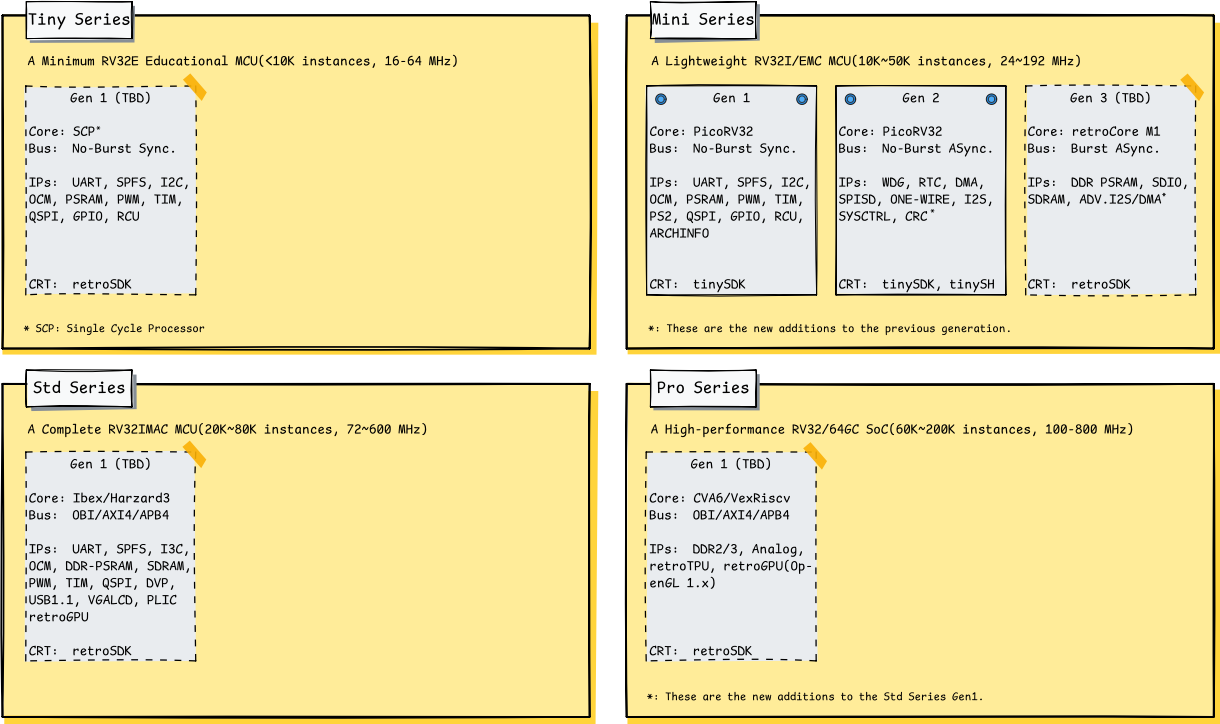 Tiny Series
A Minimum RV32E Educational MCU(<10K instances, 16-64 MHz)
Gen 1 (TBD)
Core: SCP*
Bus: No-Burst Sync.
IPs: UART, SPFS, I2C,
OCM, PSRAM, PWM, TIM,
QSPI, GPIO, RCU
CRT: retroSDK
* SCP: Single Cycle Processor
Mini Series
A Lightweight RV32I/EMC MCU(10K~50K instances, 24~192 MHz)
Gen 1
Core: PicoRV32
Bus: No-Burst Sync.
IPs: UART, SPFS, I2C,
OCM, PSRAM, PWM, TIM,
PS2, QSPI, GPIO, RCU,
ARCHINFO
CRT: tinySDK
Gen 2
Core: PicoRV32
Bus: No-Burst ASync.
IPs: WDG, RTC, DMA,
SPISD, ONE-WIRE, I2S,
SYSCTRL, CRC*
CRT: tinySDK, tinySH
Gen 3 (TBD)
Core: retroCore M1
Bus: Burst ASync.
IPs: DDR PSRAM, SDIO,
SDRAM, ADV.I2S/DMA*
CRT: retroSDK
*: These are the new additions to the previous generation.
Std Series
A Complete RV32IMAC MCU(20K~80K instances, 72~600 MHz)
Gen 1 (TBD)
Core: Ibex/Harzard3
Bus: OBI/AXI4/APB4
IPs: UART, SPFS, I3C,
OCM, DDR-PSRAM, SDRAM,
PWM, TIM, QSPI, DVP,
USB1.1, VGALCD, PLIC
retroGPU
CRT: retroSDK
Pro Series
A High-performance RV32/64GC SoC(60K~200K instances, 100-800 MHz)
Gen 1 (TBD)
Core: CVA6/VexRiscv
Bus: OBI/AXI4/APB4
IPs: DDR2/3, Analog,
retroTPU, retroGPU(Op-
enGL 1.x)
CRT: retroSDK
*: These are the new additions to the Std Series Gen1.